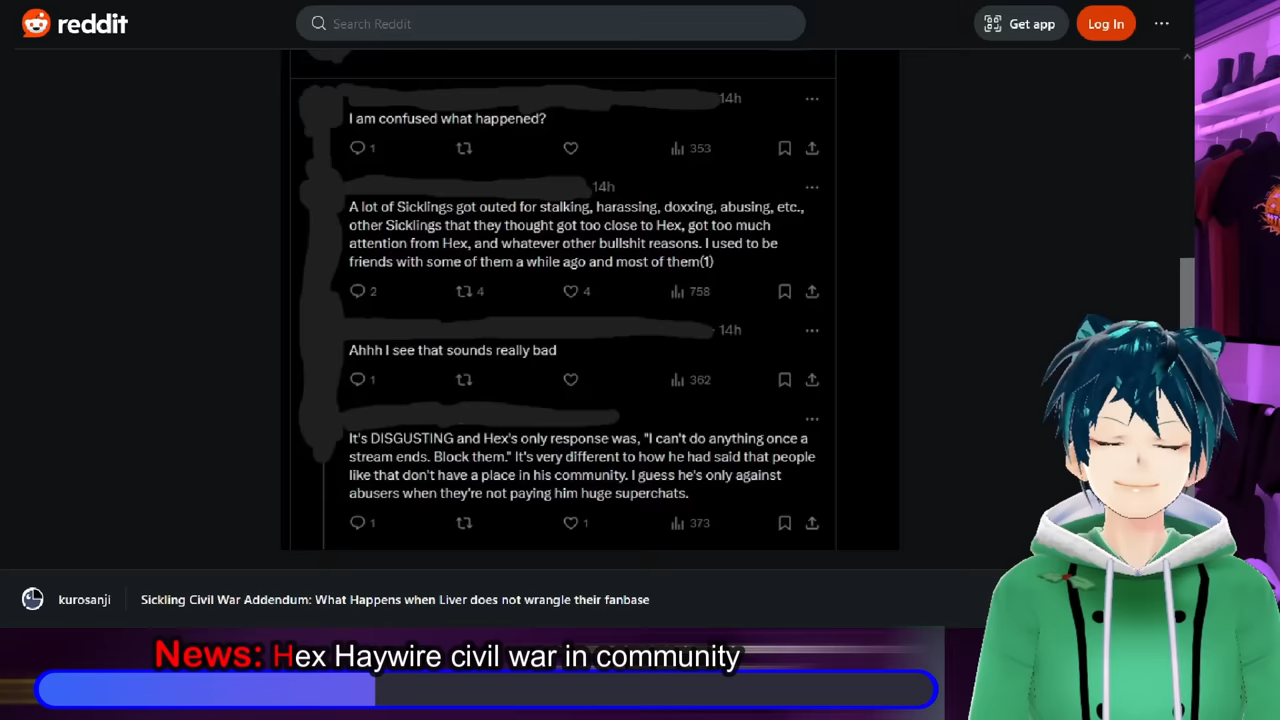 reddit
Search Reddit
Get app
Log In
14h
I am confused what happened?
1
353
14h
A lot of Sicklings got outed for stalking, harassing, doxxing, abusing, etc.,
other Sicklings that they thought got too close to Hex, got too much
attention from Hex, and whatever other bullshit reasons. I used to be
friends with some of them a while ago and most of them(1)
2
4
4
758
14h
Ahhh I see that sounds really bad
1
362
It's DISGUSTING and Hex's only response was, "I can't do anything once a
stream ends. Block them." It's very different to how he had said that people
like that don't have a place in his community. I guess he's only against
abusers when they're not paying him huge superchats.
1
1
373
kurosanji
Sickling Civil War Addendum: What Happens when Liver does not wrangle their fanbase
News: Hex Haywire civil war in community